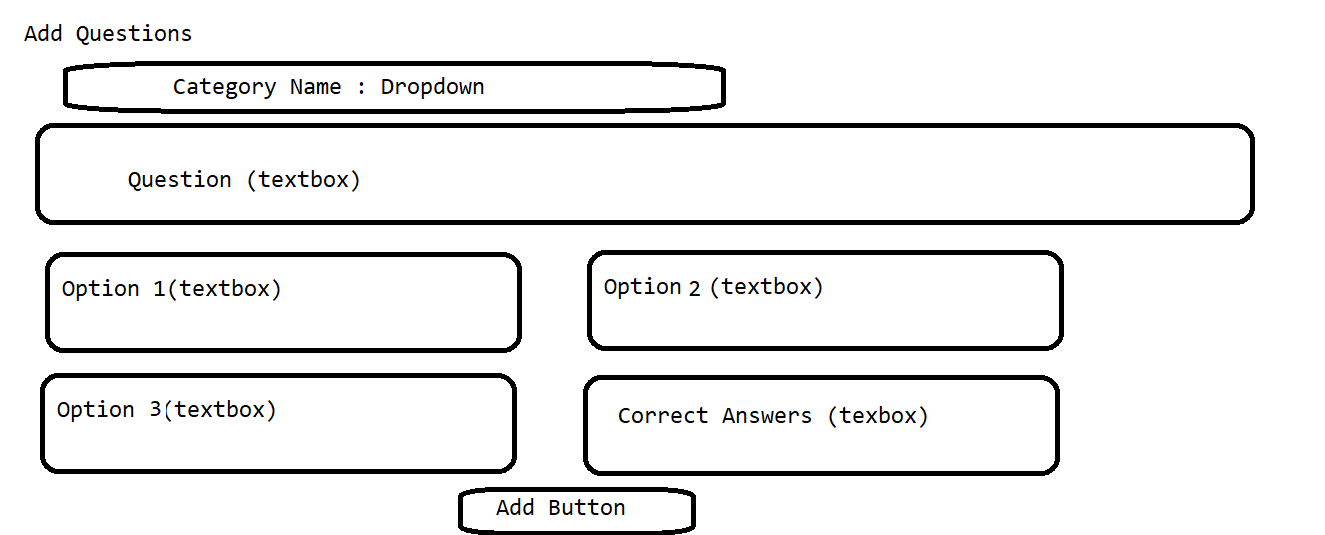 Add Questions
Category Name : Dropdown
Question (textbox)
Option 1(textbox)
Option 2 (textbox)
Option 3(textbox)
Correct Answers (texbox)
Add Button